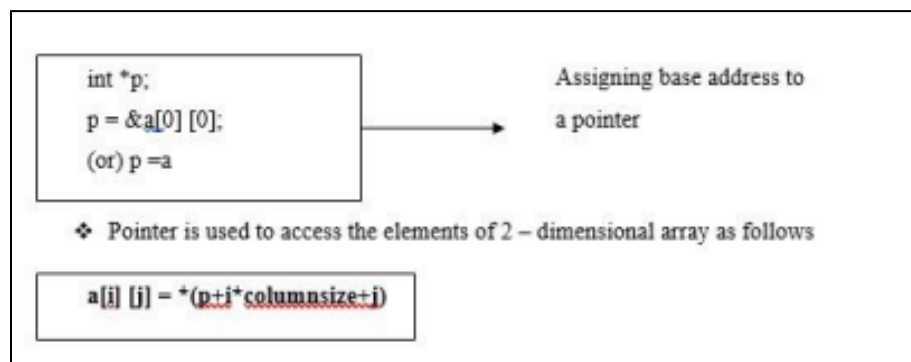 int *p;
p = &a[0] [0];
(or) p =a
Assigning base address to
a pointer
❖ Pointer is used to access the elements of 2 – dimensional array as follows
a[i] [j] = *(p+i*columnsize+j)